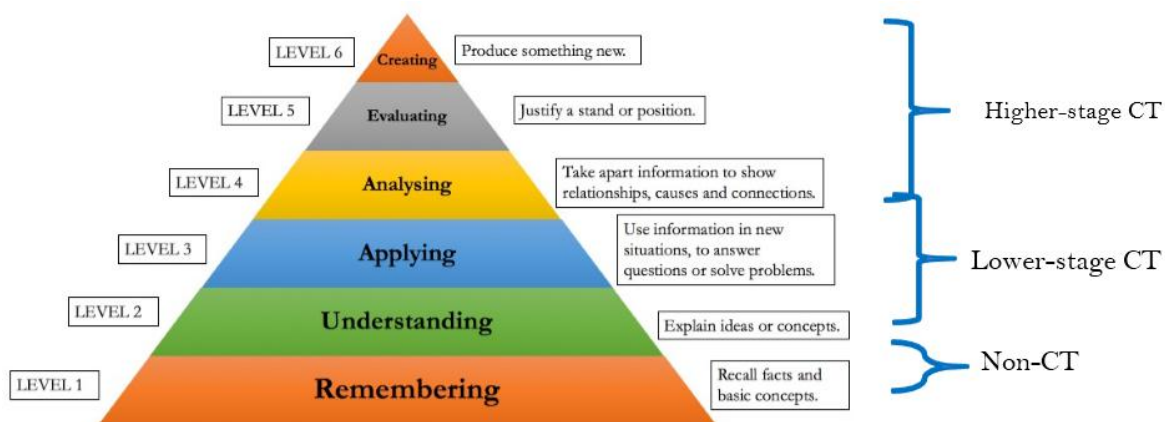 LEVEL 6
Creating
Produce something new.
LEVEL 5
Evaluating
Justify a stand or position.
Higher-stage CT
LEVEL 4
Analysing
Take apart information to show
relationships, causes and connections.
LEVEL 3
Applying
Use information in new
situations, to answer
questions or solve problems.
Lower-stage CT
LEVEL 2
Understanding
Explain ideas or concepts.
LEVEL 1
Remembering
Recall facts and
basic concepts.
Non-CT